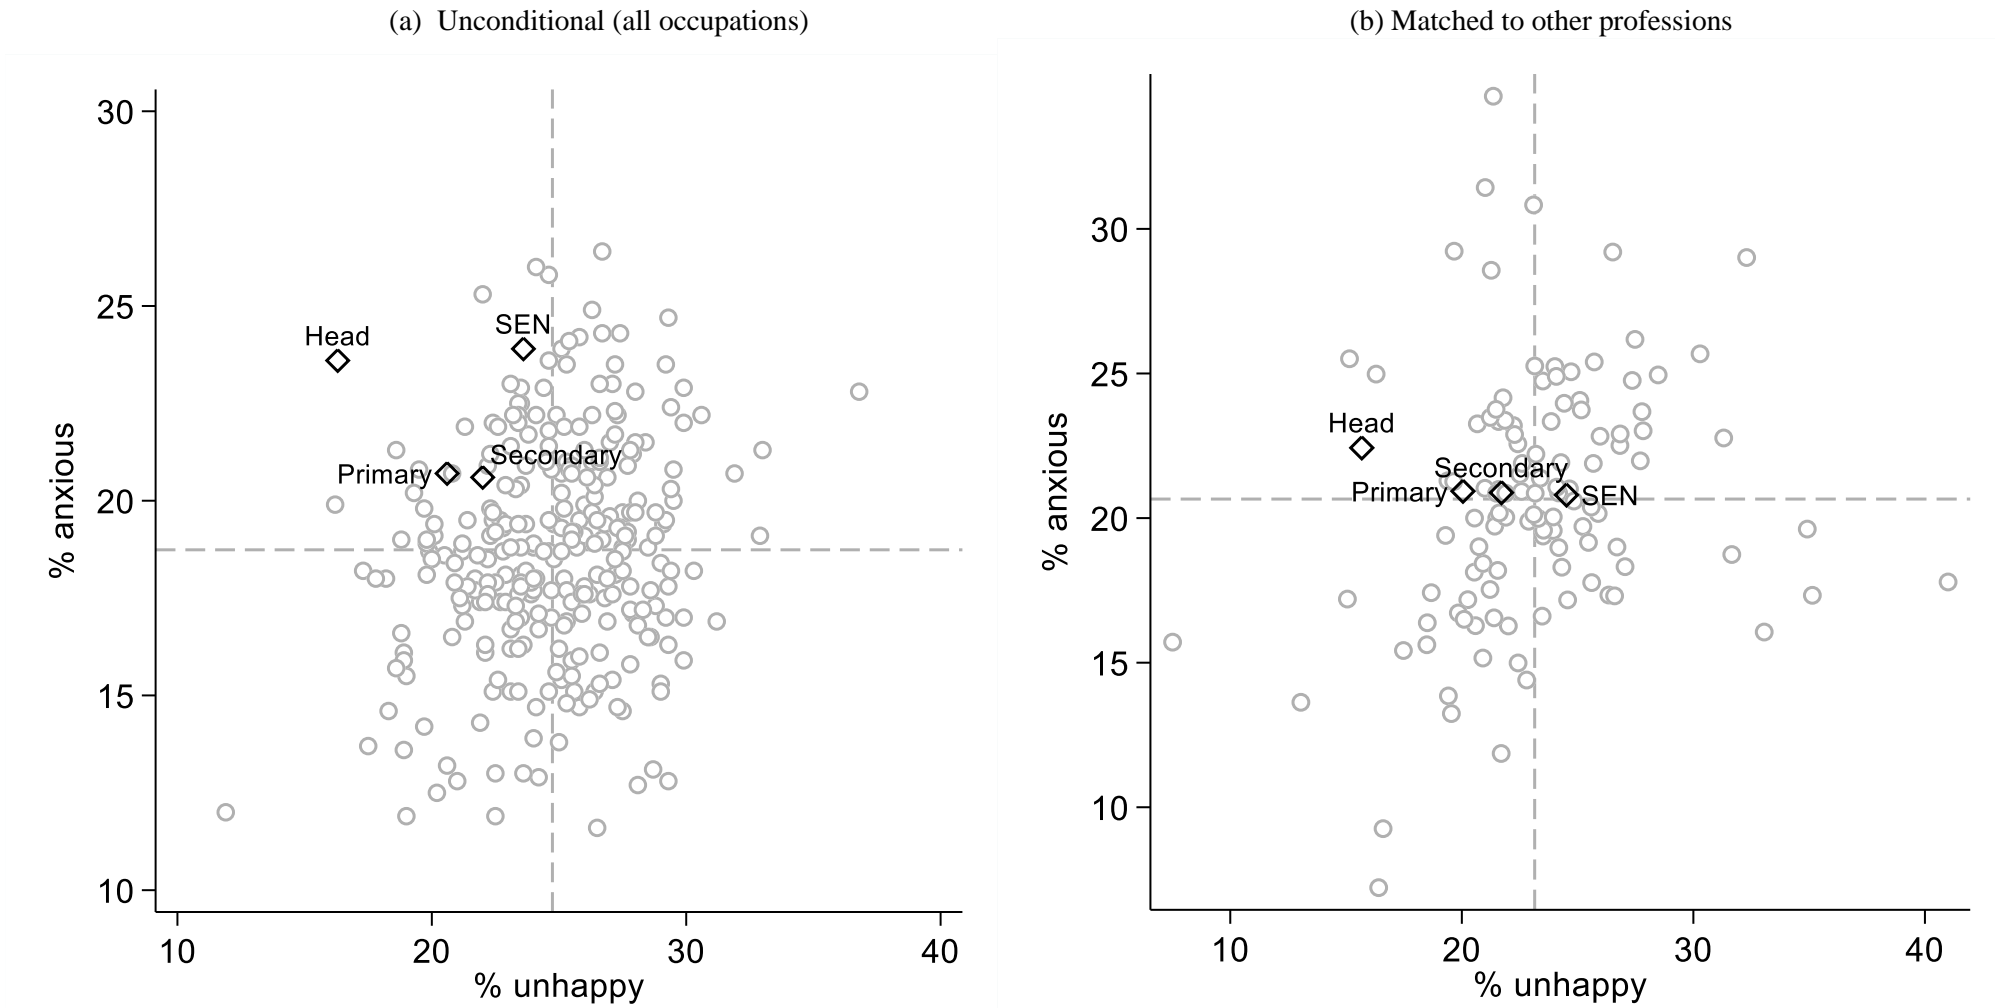 (a) Unconditional (all occupations)
(b) Matched to other professions
30
25
20
15
10
% anxious
Head
SEN
Primary
Secondary
10
20
30
40
% unhappy
30
25
20
15
10
% anxious
Head
Secondary
Primary
SEN
10
20
30
40
% unhappy